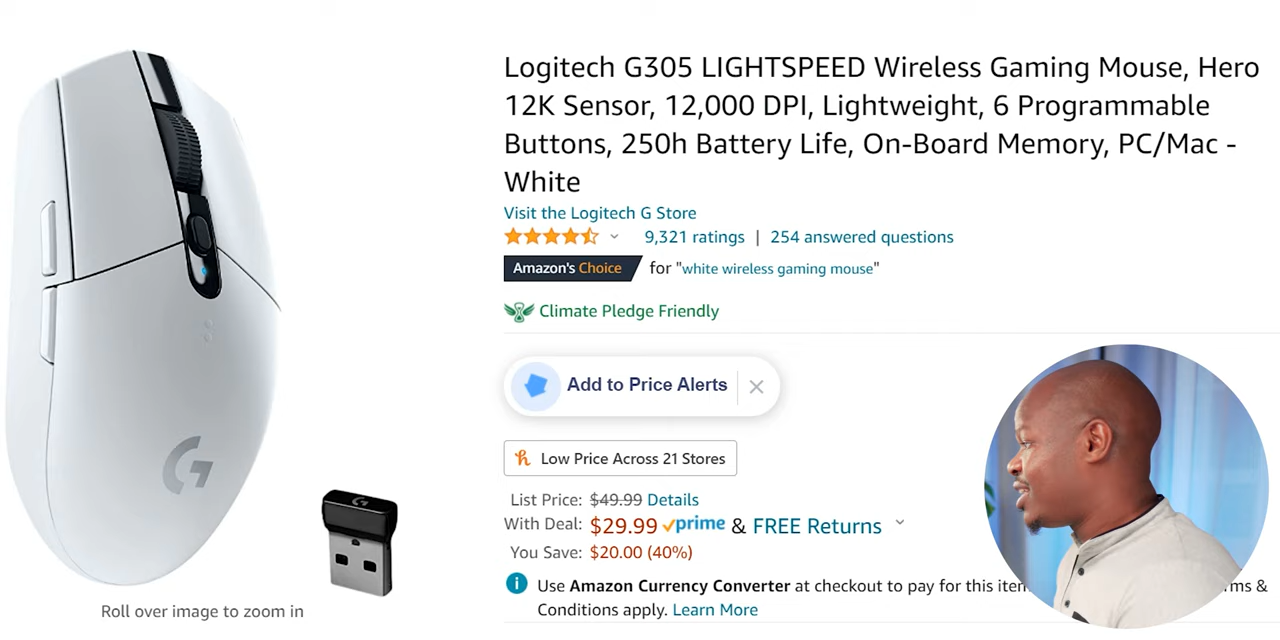 Logitech G305 LIGHTSPEED Wireless Gaming Mouse, Hero
12K Sensor, 12,000 DPI, Lightweight, 6 Programmable
Buttons, 250h Battery Life, On-Board Memory, PC/Mac -
White
Visit the Logitech G Store
9,321 ratings | 254 answered questions
Amazon's Choice for "white wireless gaming mouse"
Climate Pledge Friendly
Add to Price Alerts
Low Price Across 21 Stores
List Price: $49.99 Details
With Deal: $29.99 prime & FREE Returns
You Save: $20.00 (40%)
Use Amazon Currency Converter at checkout to pay for this &
Conditions apply. Learn More
Roll over image to zoom in